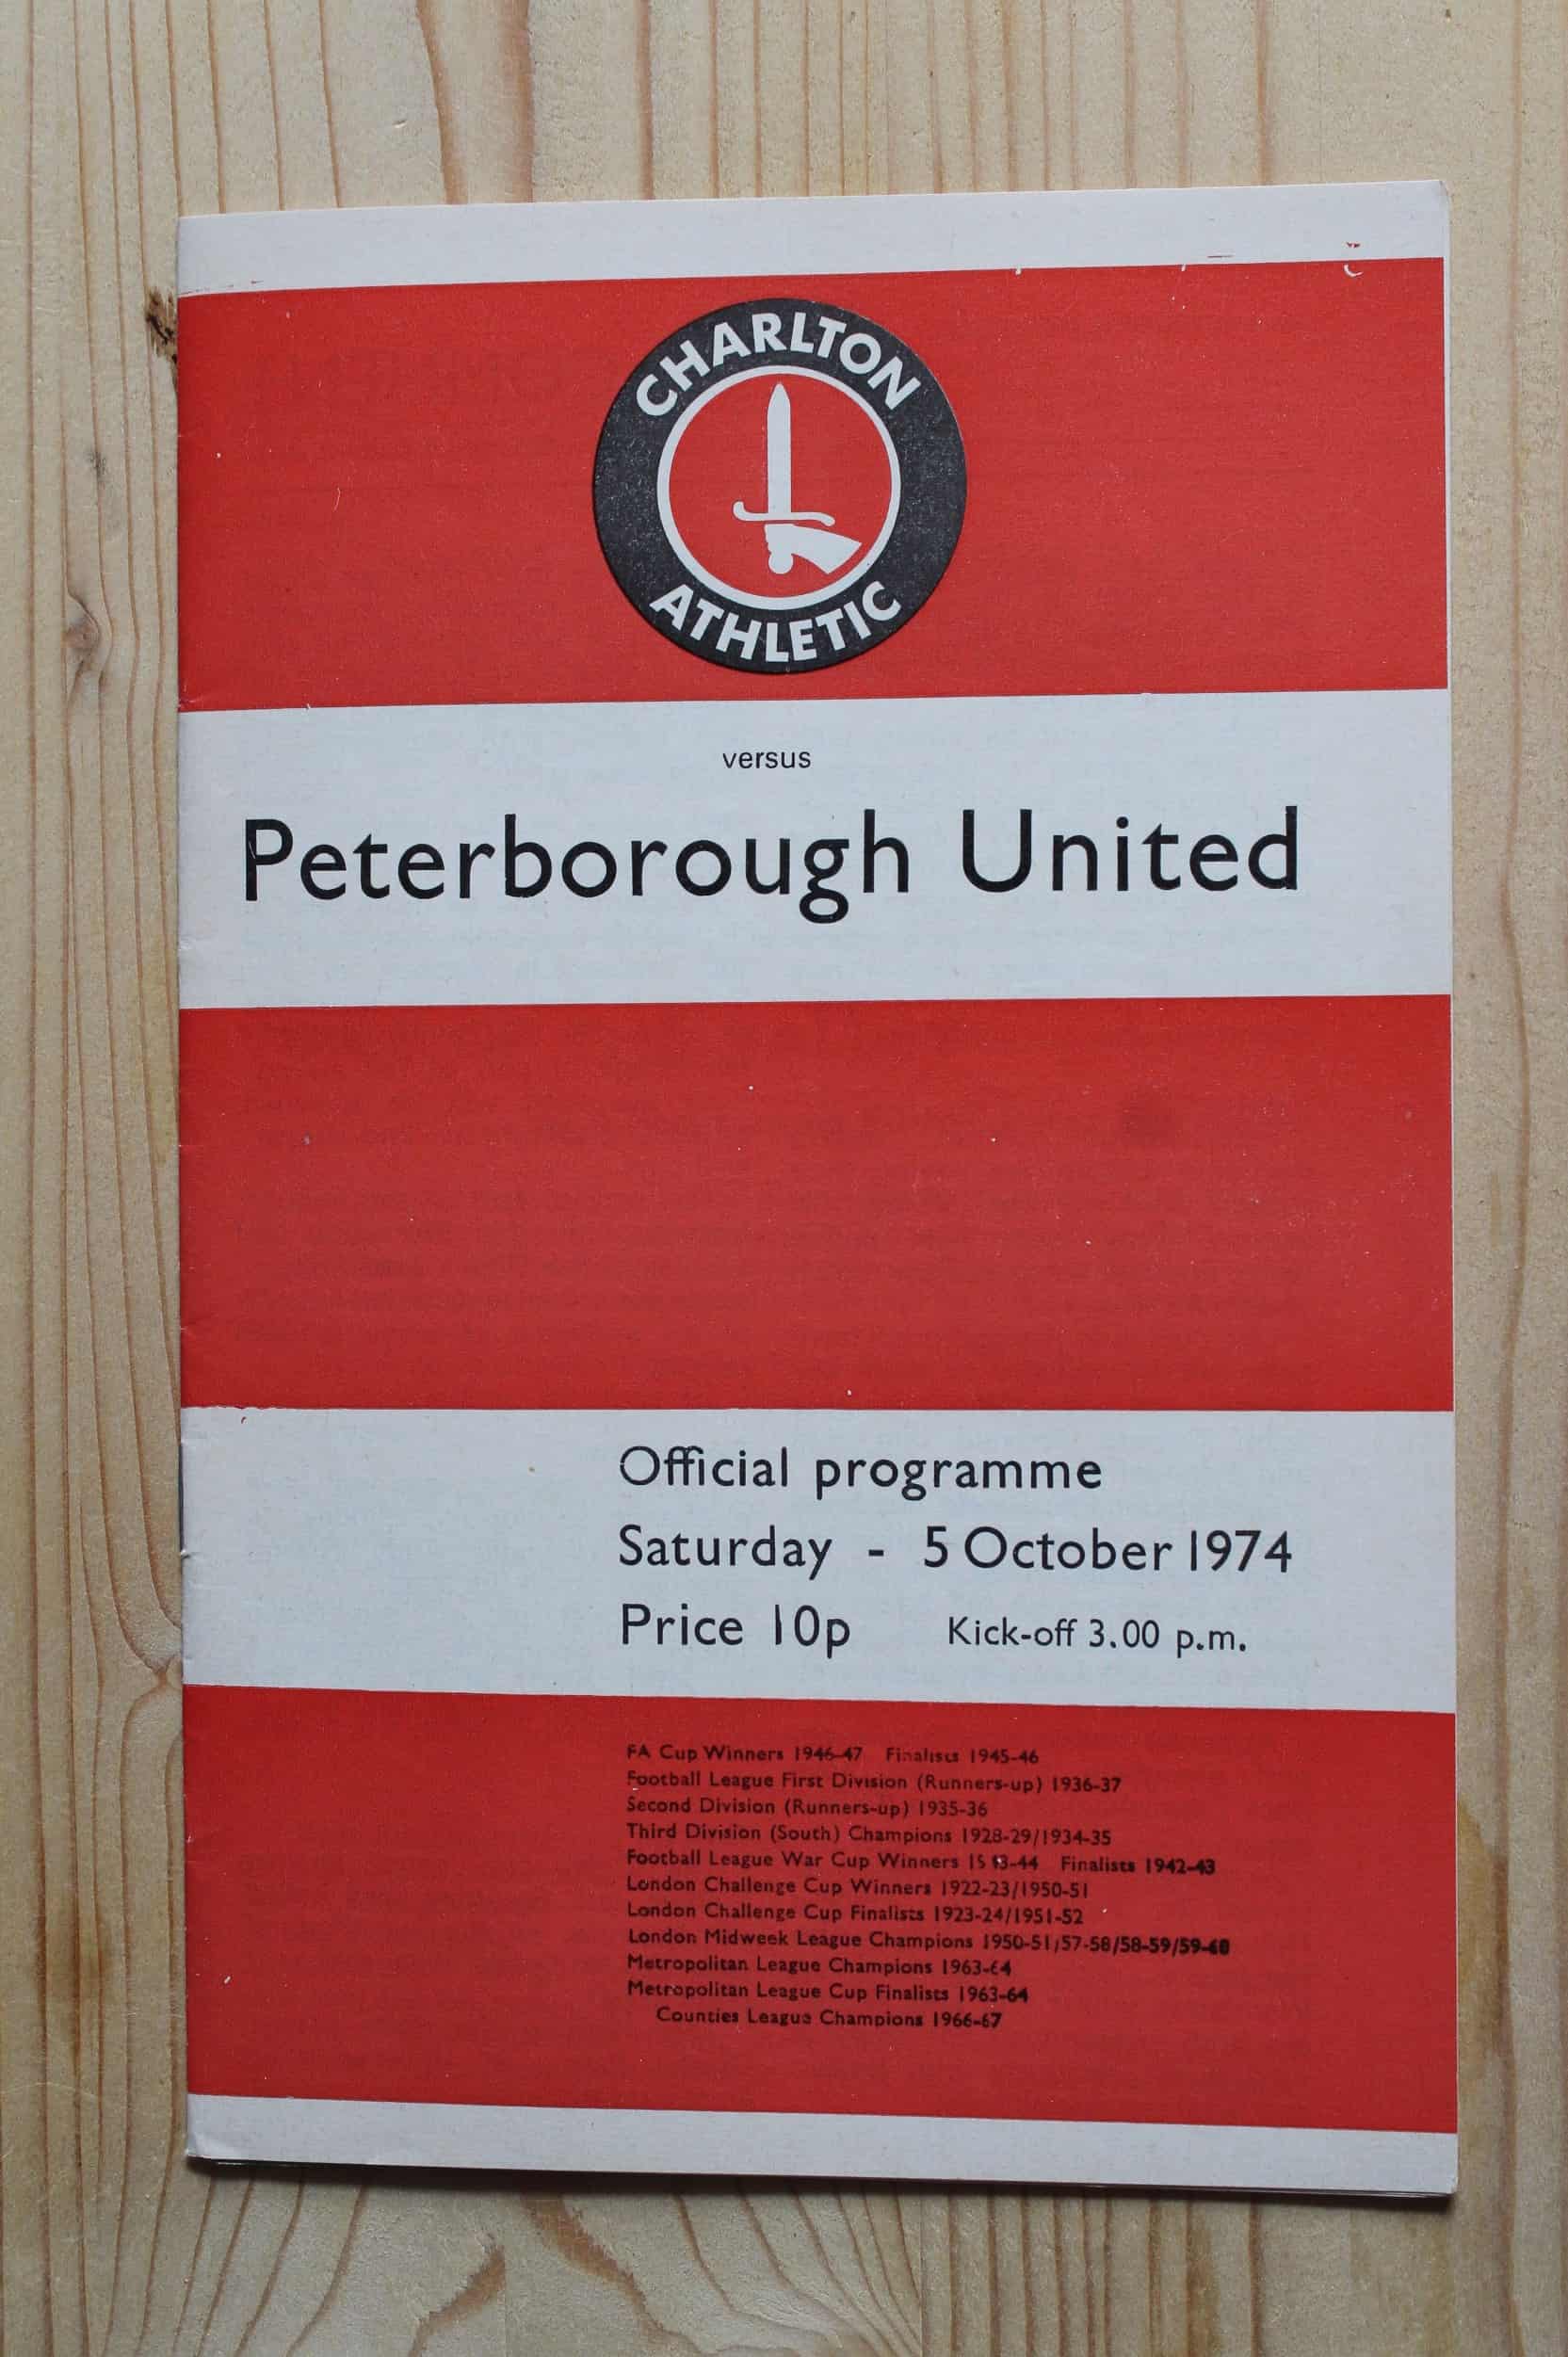 CHARLTON
ATHLETIC
versus
Peterborough United
Official programme
Saturday - 5 October 1974
Price 10p Kick-off 3.00 p.m.
FA Cup Winners 1946-47 Finalists 1945-46
Football League First Division (Runners-up) 1936-37
Second Division (Runners-up) 1935-36
Third Division (South) Champions 1928-29/1934-35
Football League War Cup Winners 1943-44 Finalists 1942-43
London Challenge Cup Winners 1922-23/1950-51
London Challenge Cup Finalists 1923-24/1951-52
London Midweek League Champions 1950-51/57-58/58-59/59-60
Metropolitan League Champions 1963-64
Metropolitan League Cup Finalists 1963-64
Counties League Champions 1966-67